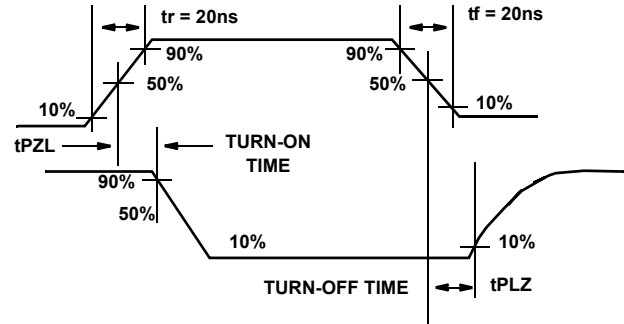 tr = 20ns
tf = 20ns
90%
90%
50%
50%
10%
10%
tPZL
TURN-ON
TIME
90%
50%
10%
10%
TURN-OFF TIME
tPLZ